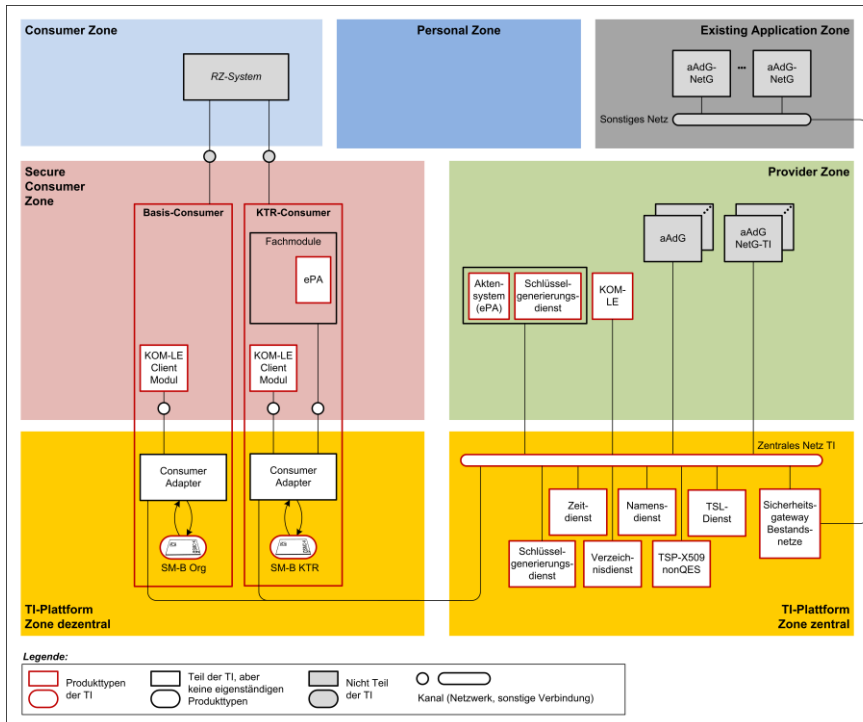 Consumer Zone
Personal Zone
Existing Application Zone
RZ-System
aAdG-
NetG
...
aAdG-
NetG
Sonstiges Netz
Secure
Consumer
Zone
Provider Zone
Basis-Consumer
KTR-Consumer
Fachmodule
ePA
aAdG
aAdG
NetG-TI
Akten-
system
(ePA)
Schlüssel-
generierungs-
dienst
KOM-
LE
KOM-LE
Client
Modul
KOM-LE
Client
Modul
Zentrales Netz TI
Consumer
Adapter
Consumer
Adapter
Zeit-
dienst
Namens-
dienst
TSL-
Dienst
Sicherheits-
gateway
Bestands-
netze
Schlüssel-
generierungs-
dienst
Verzeich-
nisdienst
TSP-X509
nonQES
SM-B Org
SM-B KTR
TI-Plattform
Zone dezentral
TI-Plattform
Zone zentral
Legende:
Produkttypen
der TI
Teil der TI, aber
keine eigenständigen
Produkttypen
Nicht Teil
der TI
Kanal (Netzwerk, sonstige Verbindung)